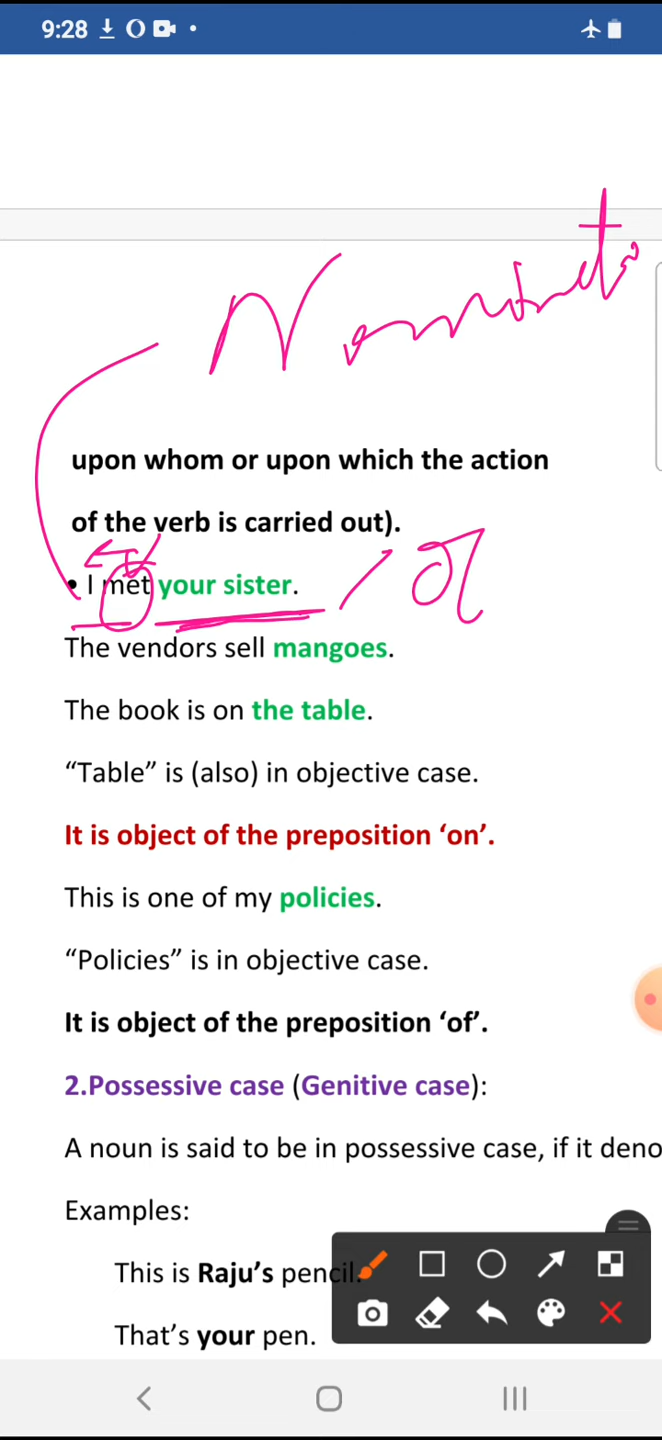 9:28
upon whom or upon which the action
of the verb is carried out).
• I met your sister.
The vendors sell mangoes.
The book is on the table.
“Table” is (also) in objective case.
It is object of the preposition ‘on’.
This is one of my policies.
“Policies” is in objective case.
It is object of the preposition ‘of’.
2.Possessive case (Genitive case):
A noun is said to be in possessive case, if it deno
Examples:
This is Raju’s pencil.
That’s your pen.